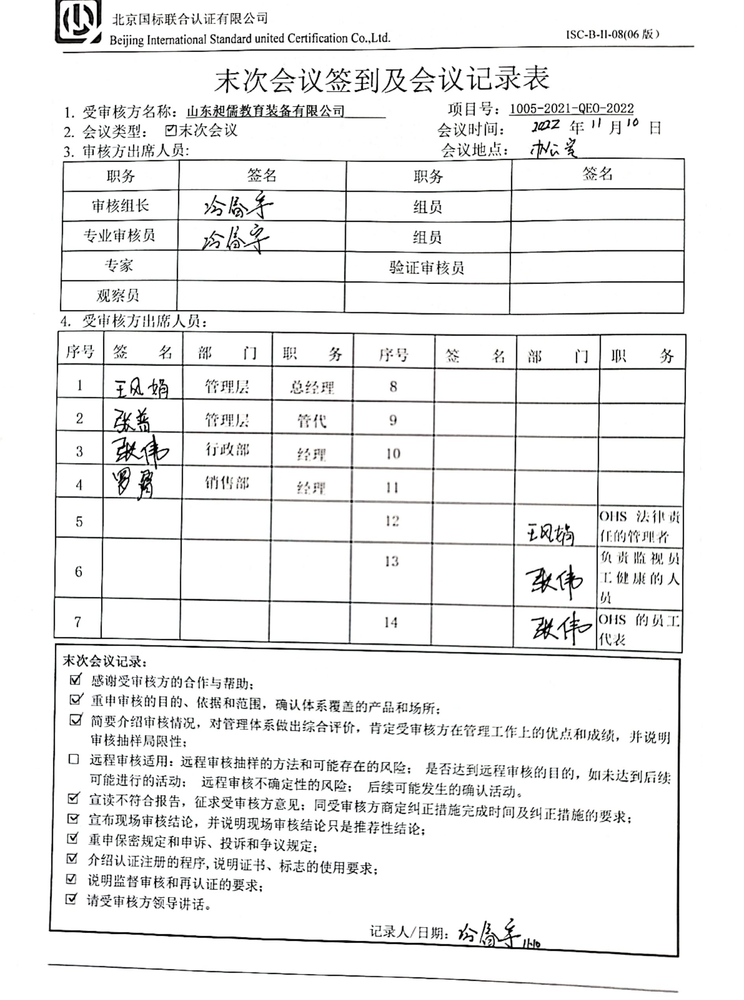 北京国标联合认证有限公司
Beijing International Standard united Certification Co.,Ltd.
ISC-B-II-08(06版)
末次会议签到及会议记录表
1. 受审核方名称：山东昶儒教育装备有限公司 项目号：1005-2021-QEO-2022
2. 会议类型： ☑末次会议 会议时间： 2022 年 11 月 10 日
3. 审核方出席人员: 会议地点： 办公室
职务 签名 职务 签名
审核组长 组员
专业审核员 组员
专家 验证审核员
观察员
4. 受审核方出席人员：
序号 签 名 部 门 职 务 序号 签 名 部 门 职 务
1 王风娟 管理层 总经理 8
2 张普 管理层 管代 9
3 张伟 行政部 经理 10
4 罗 销售部 经理 11
5 12 王风娟 OHS 法律责
任的管理者
6 13 张伟 负责监视员
工健康的人
员
7 14 张伟 OHS 的员工
代表
末次会议记录：
☑ 感谢受审核方的合作与帮助；
☑ 重申审核的目的、依据和范围，确认体系覆盖的产品和场所；
☑ 简要介绍审核情况，对管理体系做出综合评价，肯定受审核方在管理工作上的优点和成绩，并说明
审核抽样局限性；
☐ 远程审核适用：远程审核抽样的方法和可能存在的风险； 是否达到远程审核的目的，如未达到后续
可能进行的活动； 远程审核不确定性的风险； 后续可能发生的确认活动。
☑ 宣读不符合报告，征求受审核方意见；同受审核方商定纠正措施完成时间及纠正措施的要求；
☑ 宣布现场审核结论，并说明现场审核结论只是推荐性结论；
☑ 重申保密规定和申诉、投诉和争议规定；
☑ 介绍认证注册的程序,说明证书、标志的使用要求；
☑ 说明监督审核和再认证的要求；
☑ 请受审核方领导讲话。
记录人/日期： 11.10